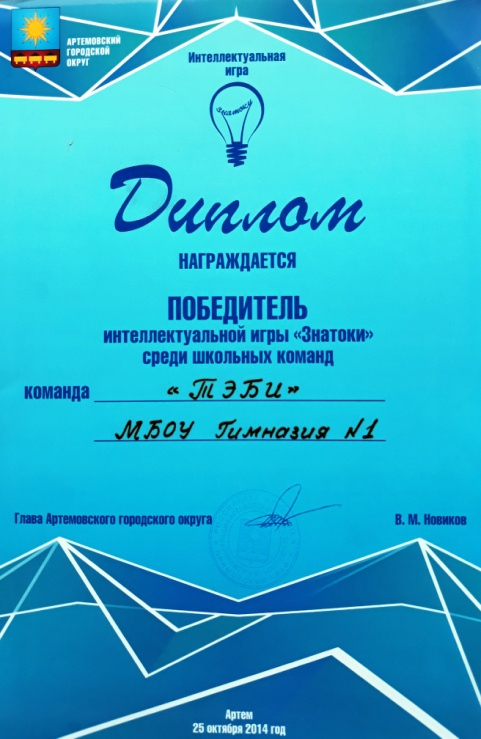 АРТЕМОВСКИЙ
ГОРОДСКОЙ
ОКРУГ
Интеллектуальная
игра
знатоки
Диплом
НАГРАЖДАЕТСЯ
ПОБЕДИТЕЛЬ
интеллектуальной игры «Знатоки»
среди школьных команд
команда «ТЭБИ»
МБОУ Гимназия №1
Глава Артемовского городского округа В. М. Новиков
Артем
25 октября 2014 год